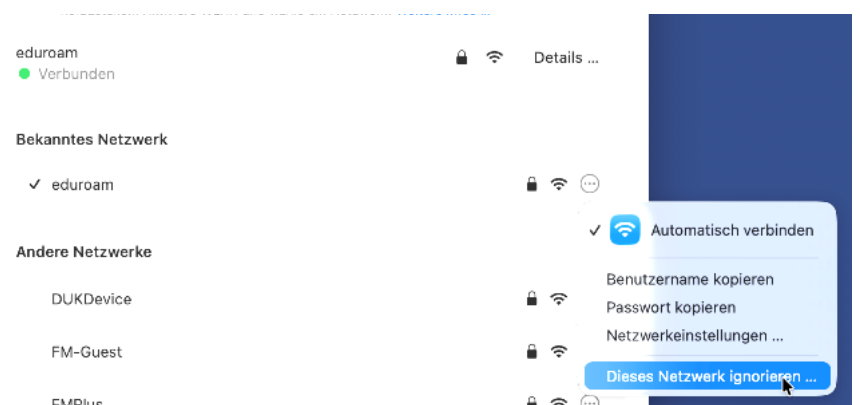 eduroam
Details ...
Verbunden
Bekanntes Netzwerk
eduroam
Automatisch verbinden
Andere Netzwerke
Benutzername kopieren
DUKDevice
Passwort kopieren
Netzwerkeinstellungen ...
FM-Guest
Dieses Netzwerk ignorieren ...